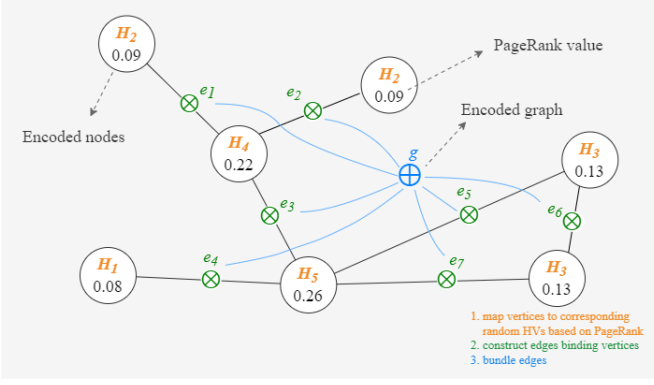 H2
0.09
PageRank value
H2
0.09
e1
e2
Encoded graph
Encoded nodes
H4
0.22
g
H3
0.13
e3
e5
e6
e4
e7
H1
0.08
H5
0.26
H3
0.13
1. map vertices to corresponding
random HVs based on PageRank
2. construct edges binding vertices
3. bundle edges